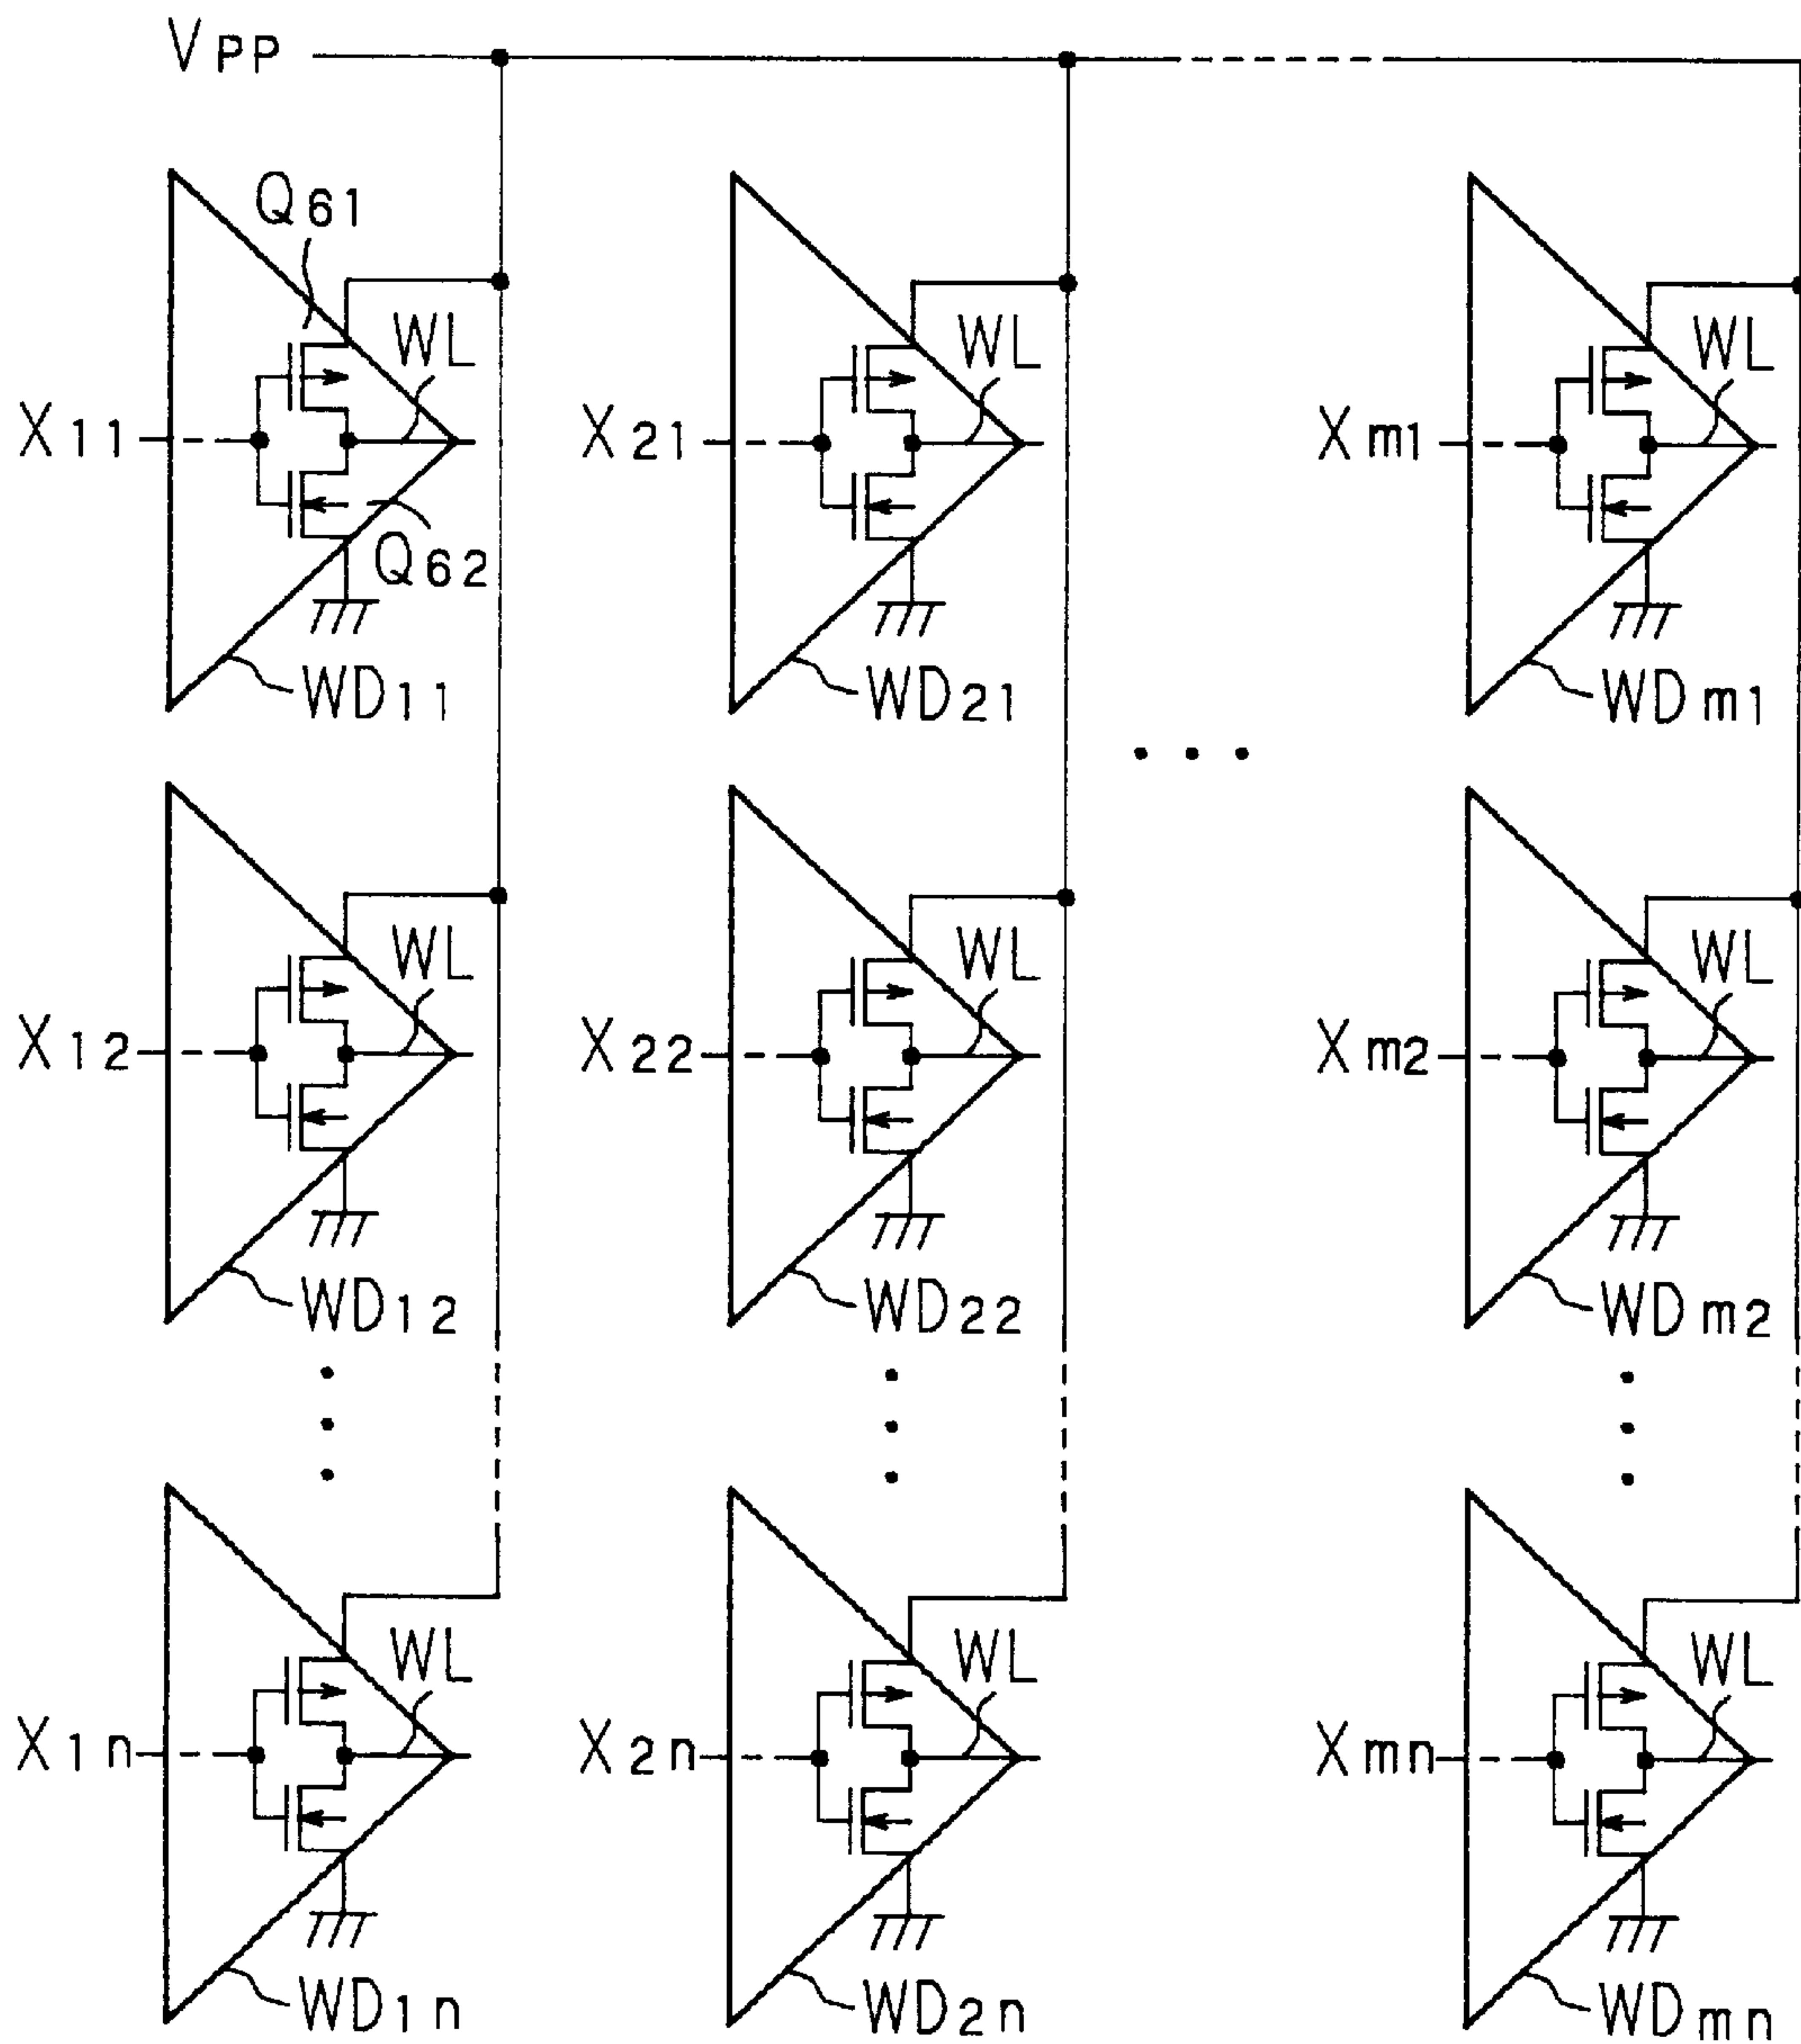 VPP
Q61
WL WL WL
X11 X21 Xm1
Q62
WD11 WD21 WDm1
. . .
WL WL WL
X12 X22 Xm2
WD12 WD22 WDm2
WL WL WL
X1n X2n Xmn
WD1n WD2n WDmn